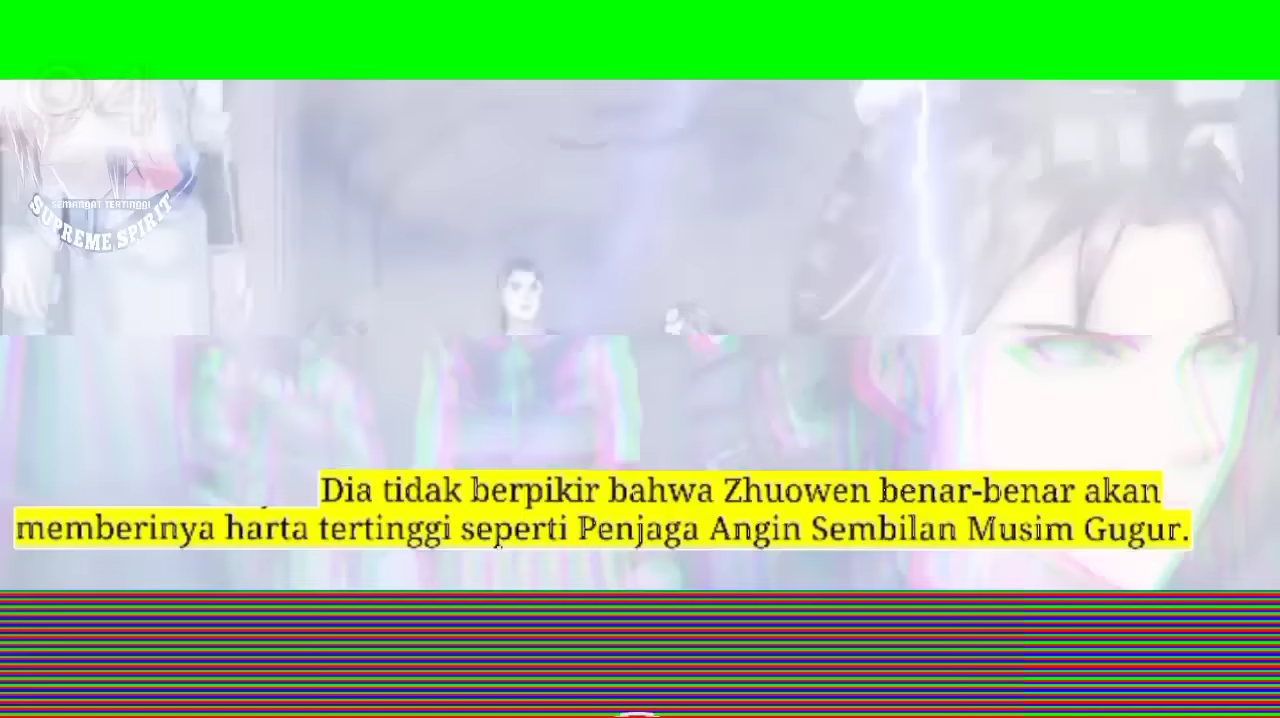 SEMANGAT TERTINGGI
SUPREME SPIRIT
Dia tidak berpikir bahwa Zhuowen benar-benar akan
memberinya harta tertinggi seperti Penjaga Angin Sembilan Musim Gugur.